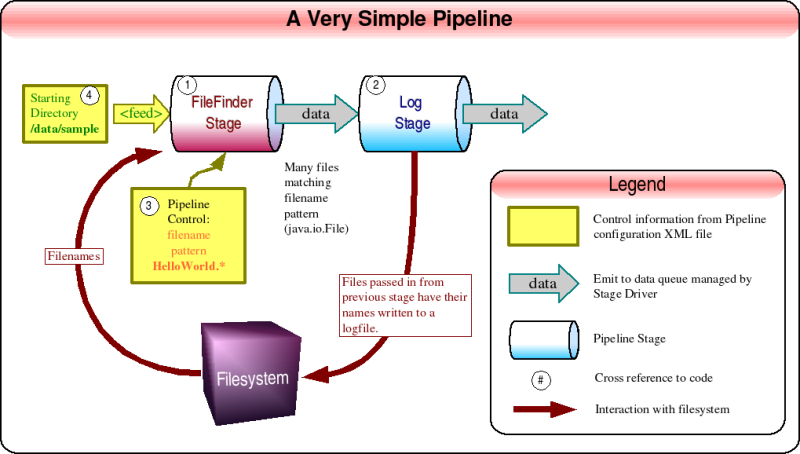 A Very Simple Pipeline
4
Starting
Directory
/data/sample
<feed>
1
FileFinder
Stage
data
2
Log
Stage
data
Many files
matching
filename
pattern
(java.io.File)
3
Pipeline
Control:
filename
pattern
HelloWorld.*
Filenames
Files passed in from
previous stage have their
names written to a
logfile.
Filesystem
Legend
Control information from Pipeline
configuration XML file
data
Emit to data queue managed by
Stage Driver
Pipeline Stage
#
Cross reference to code
Interaction with filesystem